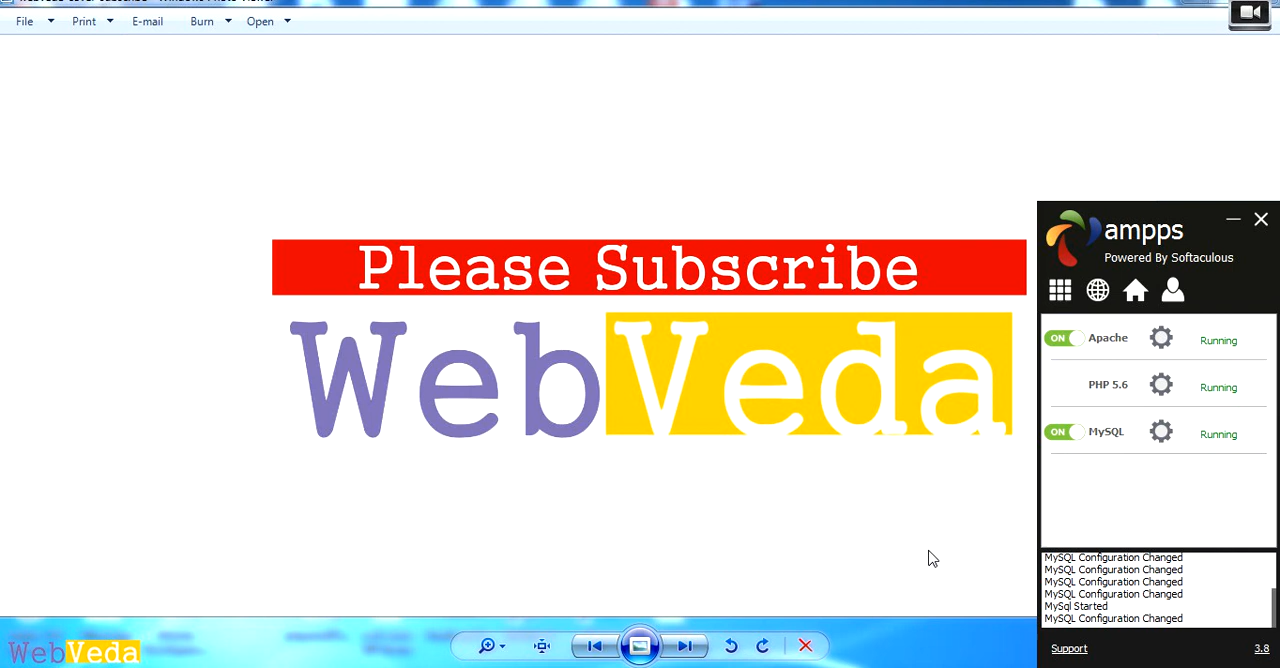 File Print E-mail Burn Open
Please Subscribe
WebVeda
ampps
Powered By Softaculous
ON Apache Running
PHP 5.6 Running
ON MySQL Running
MySQL Configuration Changed
MySQL Configuration Changed
MySQL Configuration Changed
MySQL Configuration Changed
MySql Started
MySQL Configuration Changed
Support 3.8
WebVeda